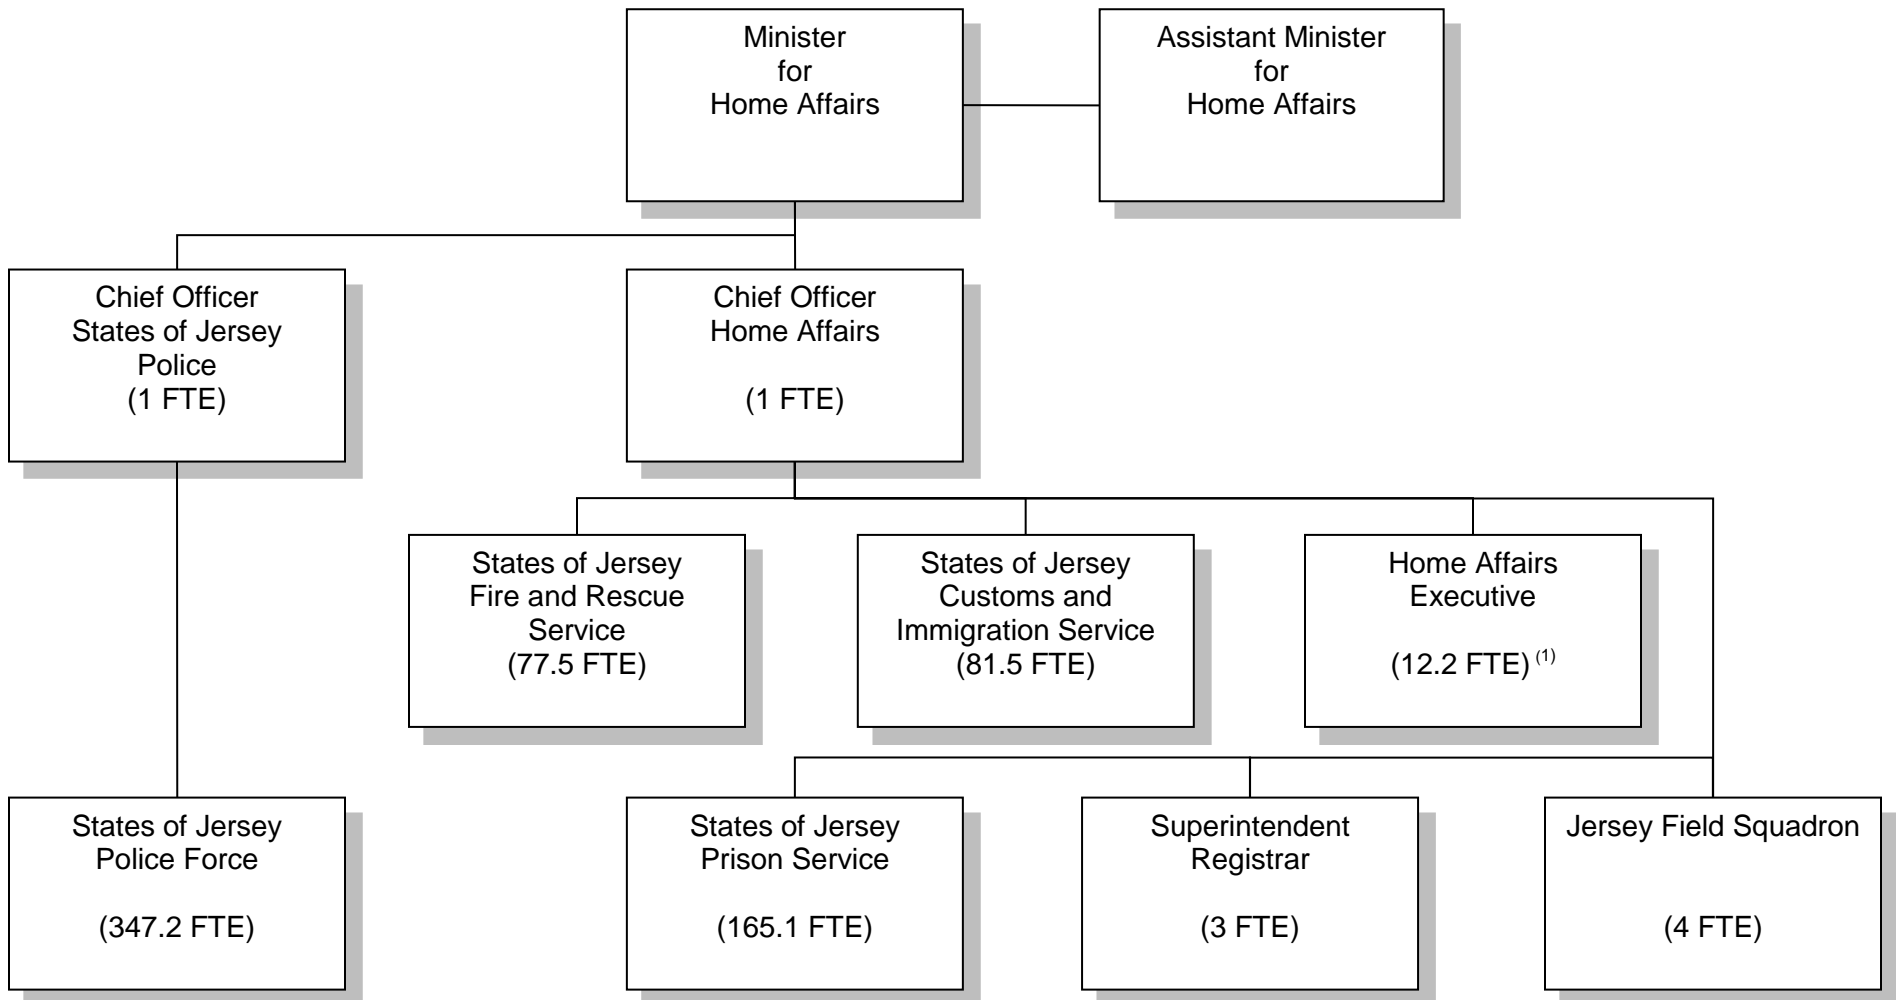 Minister
for
Home Affairs
Assistant Minister
for
Home Affairs
Chief Officer
States of Jersey
Police
(1 FTE)
Chief Officer
Home Affairs
(1 FTE)
States of Jersey
Fire and Rescue
Service
(77.5 FTE)
States of Jersey
Customs and
Immigration Service
(81.5 FTE)
Home Affairs
Executive
(12.2 FTE) (1)
States of Jersey
Police Force
(347.2 FTE)
States of Jersey
Prison Service
(165.1 FTE)
Superintendent
Registrar
(3 FTE)
Jersey Field Squadron
(4 FTE)